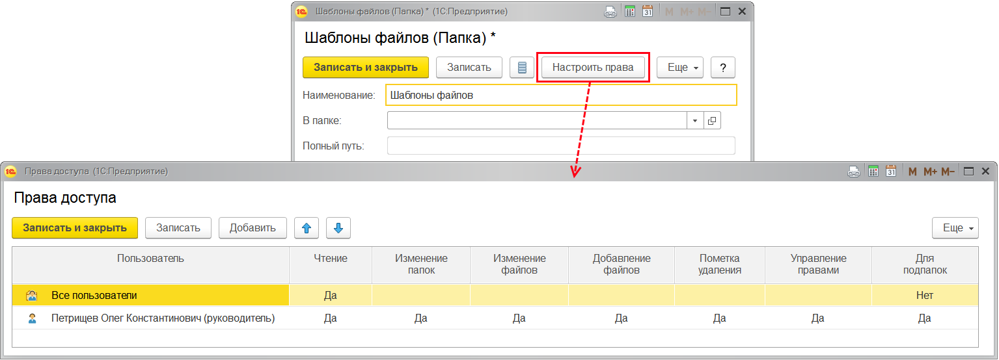 Шаблоны файлов (Папка) * (1С:Предприятие)
31 M M+ M-
Шаблоны файлов (Папка) *
Записать и закрыть Записать Настроить права Еще ?
Наименование: Шаблоны файлов
В папке:
Полный путь:
Права доступа (1С:Предприятие)
31 M M+ M-
Права доступа
Записать и закрыть Записать Добавить Еще
Пользователь Чтение Изменение папок Изменение файлов Добавление файлов Пометка удаления Управление правами Для подпапок
Все пользователи Да Нет
Петрищев Олег Константинович (руководитель) Да Да Да Да Да Да Да